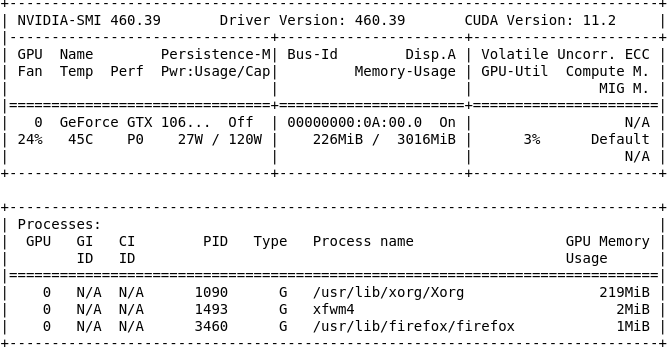 +-----------------------------------------------------------------------------+
| NVIDIA-SMI 460.39       Driver Version: 460.39       CUDA Version: 11.2     |
|-------------------------------+----------------------+----------------------+
| GPU  Name        Persistence-M| Bus-Id        Disp.A | Volatile Uncorr. ECC |
| Fan  Temp  Perf  Pwr:Usage/Cap|         Memory-Usage | GPU-Util  Compute M. |
|                               |                      |               MIG M. |
|===============================+======================+======================|
|   0  GeForce GTX 106...  Off  | 00000000:0A:00.0  On |                  N/A |
| 24%   45C    P0    27W / 120W |    226MiB /  3016MiB |      3%      Default |
|                               |                      |                  N/A |
+-------------------------------+----------------------+----------------------+

+-----------------------------------------------------------------------------+
| Processes:                                                                  |
|  GPU   GI   CI        PID   Type   Process name                  GPU Memory |
|        ID   ID                                                   Usage      |
|=============================================================================|
|    0   N/A  N/A      1090      G   /usr/lib/xorg/Xorg                219MiB |
|    0   N/A  N/A      1493      G   xfwm4                               2MiB |
|    0   N/A  N/A      3460      G   /usr/lib/firefox/firefox            1MiB |
+-----------------------------------------------------------------------------+